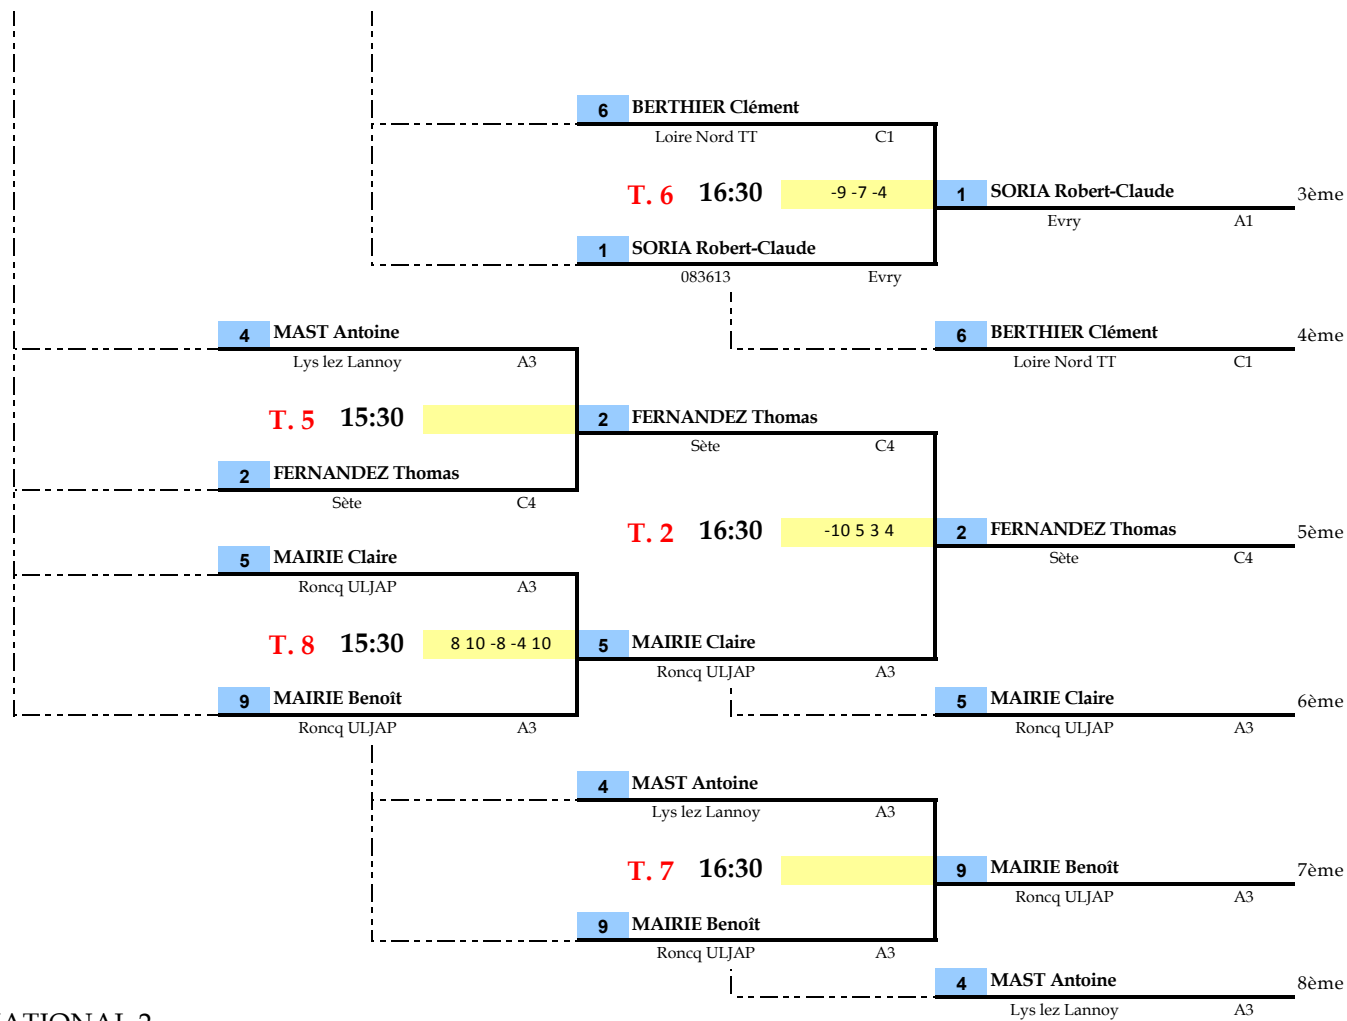 6 BERTHIER Clément
Loire Nord TT C1
T. 6 16:30 -9 -7 -4 1 SORIA Robert-Claude 3ème
Evry A1
1 SORIA Robert-Claude
083613 Evry
4 MAST Antoine 6 BERTHIER Clément 4ème
Lys lez Lannoy A3 Loire Nord TT C1
T. 5 15:30 2 FERNANDEZ Thomas
Sète C4
2 FERNANDEZ Thomas
Sète C4
T. 2 16:30 -10 5 3 4 2 FERNANDEZ Thomas 5ème
Sète C4
5 MAIRIE Claire
Roncq ULJAP A3
T. 8 15:30 8 10 -8 -4 10 5 MAIRIE Claire
Roncq ULJAP A3
9 MAIRIE Benoît 5 MAIRIE Claire 6ème
Roncq ULJAP A3 Roncq ULJAP A3
4 MAST Antoine
Lys lez Lannoy A3
T. 7 16:30 9 MAIRIE Benoît 7ème
Roncq ULJAP A3
9 MAIRIE Benoît
Roncq ULJAP A3
4 MAST Antoine 8ème
Lys lez Lannoy A3